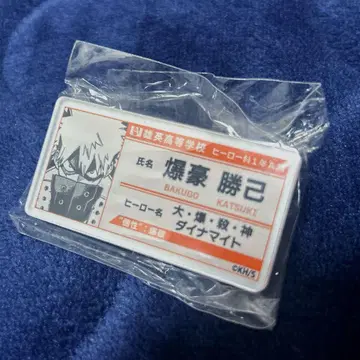 雄英高等学校 ヒーロー科1年A組
氏名 爆豪 勝己
BAKUGO KATSUKI
ヒーロー名 大・爆・殺・神
ダイナマイト
"個性":爆破
©KH/S